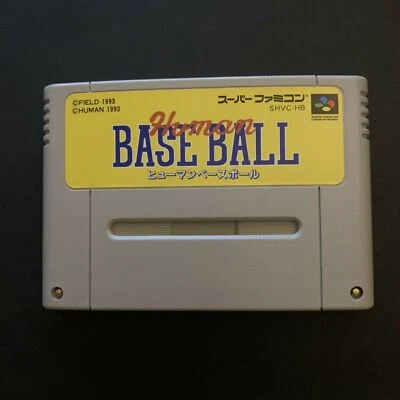 ©FIELD 1993
©HUMAN 1993
スーパーファミコン
SHVC-HB
Human
BASE BALL
ヒューマンベースボール